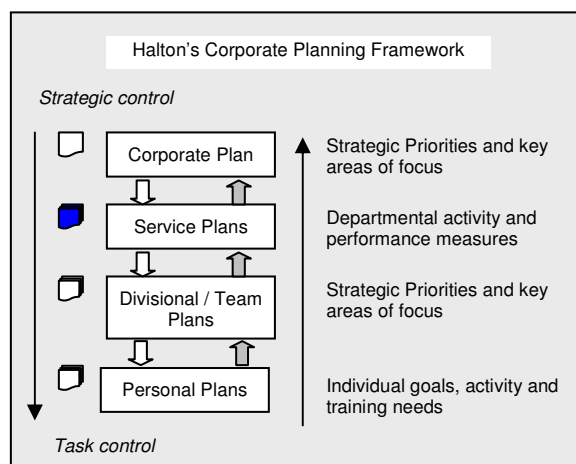 Halton's Corporate Planning Framework
Strategic control
Corporate Plan
Strategic Priorities and key
areas of focus
Service Plans
Departmental activity and
performance measures
Divisional / Team
Plans
Strategic Priorities and key
areas of focus
Personal Plans
Individual goals, activity and
training needs
Task control